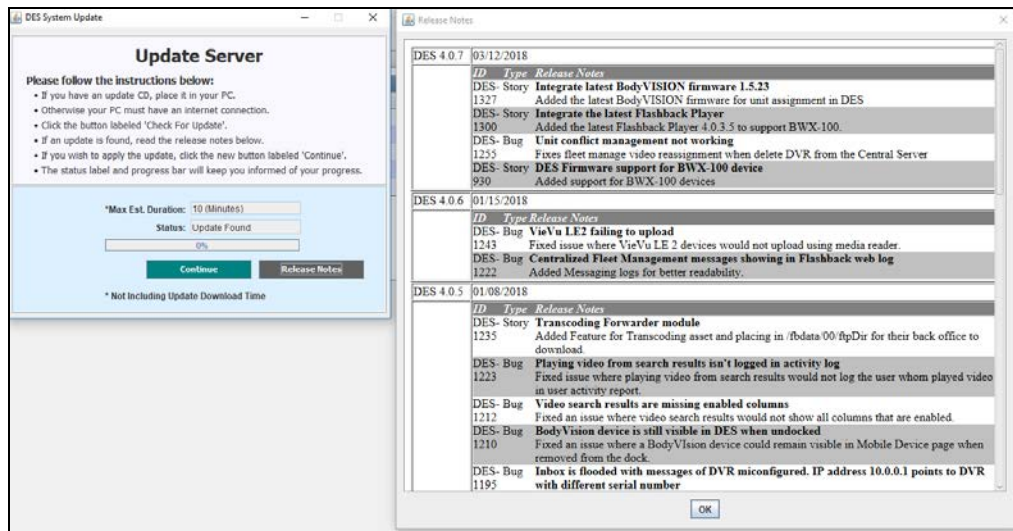 DES System Update
Update Server
Please follow the instructions below:
• If you have an update CD, place it in your PC.
• Otherwise your PC must have an internet connection.
• Click the button labeled 'Check For Update'.
• If an update is found, read the release notes below.
• If you wish to apply the update, click the new button labeled 'Continue'.
• The status label and progress bar will keep you informed of your progress.
*Max Est. Duration: 10 (Minutes)
Status: Update Found
0%
Continue Release Notes
* Not Including Update Download Time
Release Notes
DES 4.0.7 03/12/2018
ID Type Release Notes
DES- Story Integrate latest BodyVISION firmware 1.5.23
1327 Added the latest BodyVISION firmware for unit assignment in DES
DES- Story Integrate the latest Flashback Player
1300 Added the latest Flashback Player 4.0.3.5 to support BWX-100.
DES- Bug Unit conflict management not working
1255 Fixes fleet manage video reassignment when delete DVR from the Central Server
DES- Story DES Firmware support for BWX-100 device
930 Added support for BWX-100 devices
DES 4.0.6 01/15/2018
ID Type Release Notes
DES- Bug VieVu LE2 failing to upload
1243 Fixed issue where VieVu LE 2 devices would not upload using media reader.
DES- Bug Centralized Fleet Management messages showing in Flashback web log
1222 Added Messaging logs for better readability.
DES 4.0.5 01/08/2018
ID Type Release Notes
DES- Story Transcoding Forwarder module
1235 Added Feature for Transcoding asset and placing in /fbdata/00/ftpDir for their back office to
download.
DES- Bug Playing video from search results isn't logged in activity log
1223 Fixed issue where playing video from search results would not log the user whom played video
in user activity report.
DES- Bug Video search results are missing enabled columns
1212 Fixed an issue where video search results would not show all columns that are enabled.
DES- Bug BodyVision device is still visible in DES when undocked
1210 Fixed an issue where a BodyVIsion device could remain visible in Mobile Device page when
removed from the dock.
DES- Bug Inbox is flooded with messages of DVR miconfigured. IP address 10.0.0.1 points to DVR
1195 with different serial number
OK